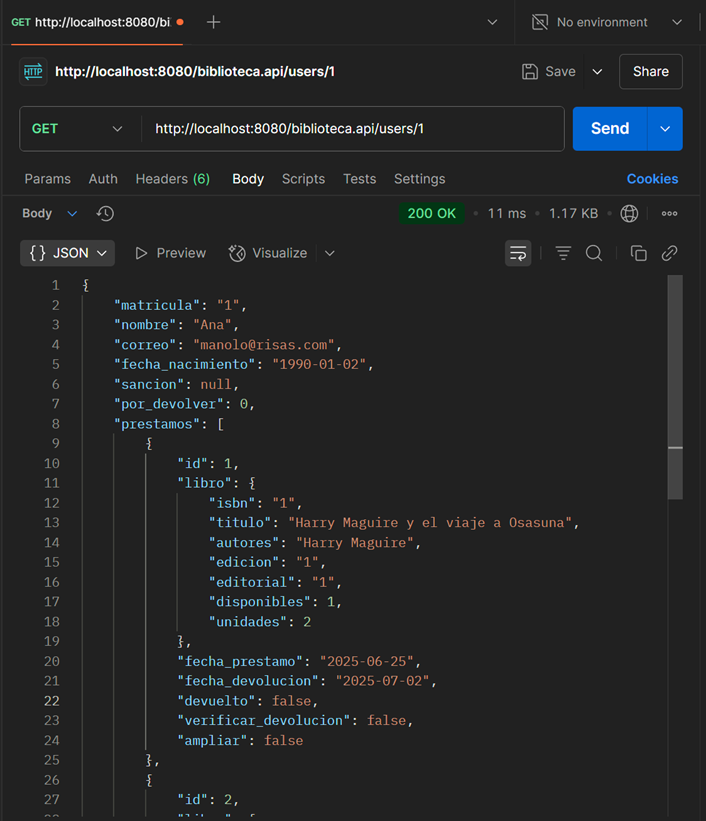 GET http://localhost:8080/bi
No environment
HTTP http://localhost:8080/biblioteca.api/users/1
Save
Share
GET
http://localhost:8080/biblioteca.api/users/1
Send
Params Auth Headers (6) Body Scripts Tests Settings Cookies
Body 200 OK • 11 ms • 1.17 KB •
{} JSON Preview Visualize
1 {
2 "matricula": "1",
3 "nombre": "Ana",
4 "correo": "manolo@risas.com",
5 "fecha_nacimiento": "1990-01-02",
6 "sancion": null,
7 "por_devolver": 0,
8 "prestamos": [
9 {
10 "id": 1,
11 "libro": {
12 "isbn": "1",
13 "titulo": "Harry Maguire y el viaje a Osasuna",
14 "autores": "Harry Maguire",
15 "edicion": "1",
16 "editorial": "1",
17 "disponibles": 1,
18 "unidades": 2
19 },
20 "fecha_prestamo": "2025-06-25",
21 "fecha_devolucion": "2025-07-02",
22 "devuelto": false,
23 "verificar_devolucion": false,
24 "ampliar": false
25 },
26 {
27 "id": 2,